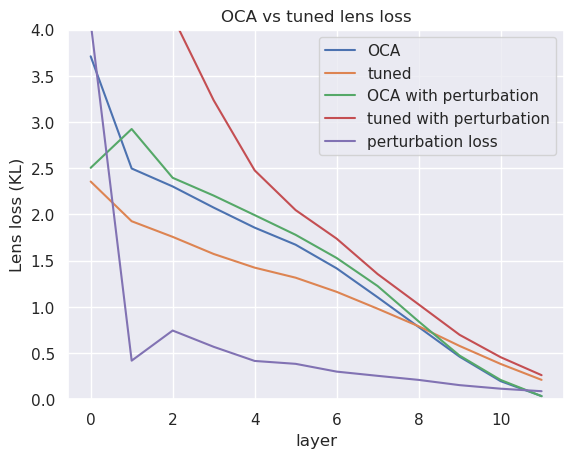 OCA vs tuned lens loss
OCA
tuned
OCA with perturbation
tuned with perturbation
perturbation loss
Lens loss (KL)
4.0
3.5
3.0
2.5
2.0
1.5
1.0
0.5
0.0
0 2 4 6 8 10
layer